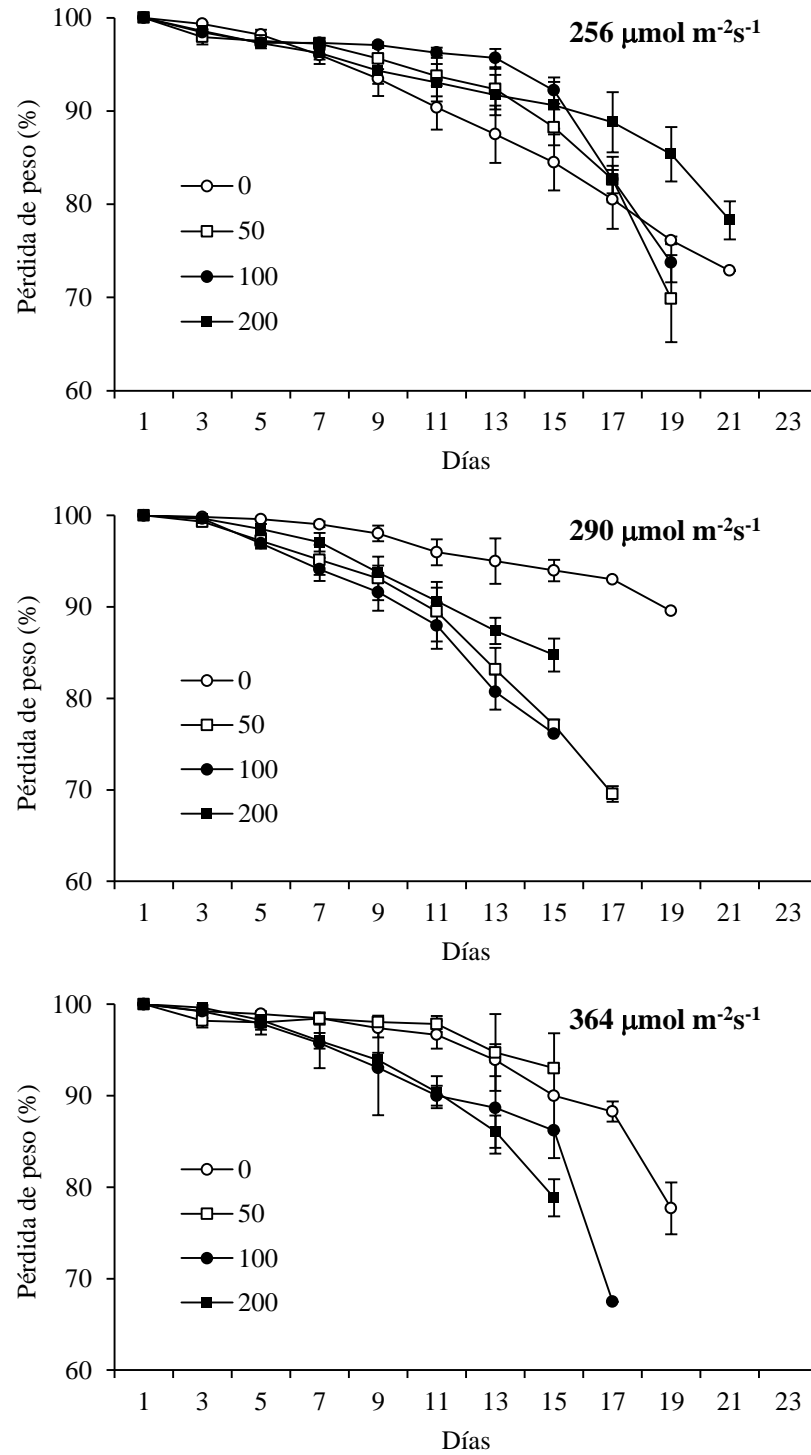 256 μmol m-2s-1
Pérdida de peso (%)
100
90
80
70
60
0
50
100
200
1 3 5 7 9 11 13 15 17 19 21 23
Días
290 μmol m-2s-1
Pérdida de peso (%)
100
90
80
70
60
0
50
100
200
1 3 5 7 9 11 13 15 17 19 21 23
Días
364 μmol m-2s-1
Pérdida de peso (%)
100
90
80
70
60
0
50
100
200
1 3 5 7 9 11 13 15 17 19 21 23
Días